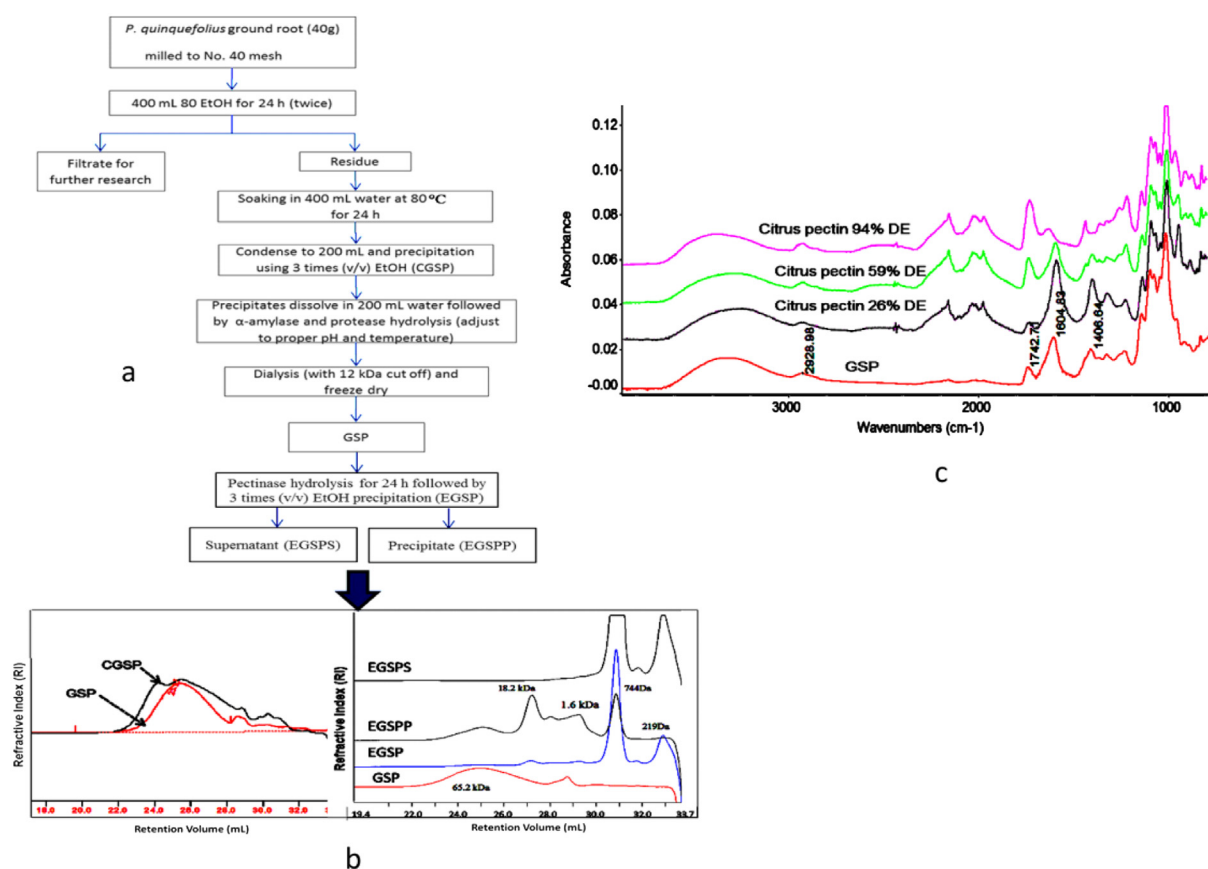 P. quinquefolius ground root (40g)
milled to No. 40 mesh
400 mL 80 EtOH for 24 h (twice)
Filtrate for
further research
Residue
Soaking in 400 mL water at 80℃
for 24 h
Condense to 200 mL and precipitation
using 3 times (v/v) EtOH (CGSP)
Precipitates dissolve in 200 mL water followed
by α-amylase and protease hydrolysis (adjust
to proper pH and temperature)
Dialysis (with 12 kDa cut off) and
freeze dry
GSP
Pectinase hydrolysis for 24 h followed by
3 times (v/v) EtOH precipitation (EGSP)
Supernatant (EGSPS)
Precipitate (EGSPP)
a
Refractive Index (RI)
CGSP
GSP
19.0 20.0 22.0 24.0 26.0 28.0 30.0 32.0
Retention Volume (mL)
Refractive Index (RI)
EGSPS
18.2 kDa
1.6 kDa
744Da
EGSPP
219Da
EGSP
GSP
65.2 kDa
19.4 22.0 24.0 26.0 28.0 30.0 32.0 33.7
Retention Volume (mL)
b
Absorbance
0.12
0.10
0.08
0.06
0.04
0.02
-0.00
Citrus pectin 94% DE
Citrus pectin 59% DE
Citrus pectin 26% DE
GSP
2928.98
1742.70
1604.83
1406.64
3000 2000 1000
Wavenumbers (cm-1)
c